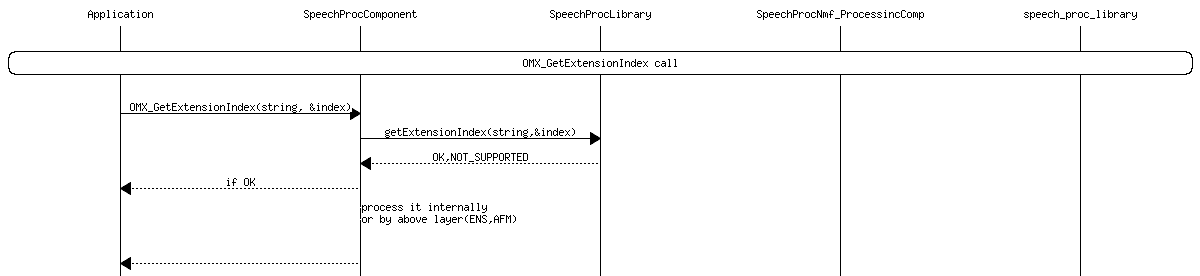 Application SpeechProcComponent SpeechProcLibrary SpeechProcNmf_ProcessincComp speech_proc_library
OMX_GetExtensionIndex call
OMX_GetExtensionIndex(string, &index)
getExtensionIndex(string,&index)
OK,NOT_SUPPORTED
if OK
process it internally
or by above layer(ENS,AFM)